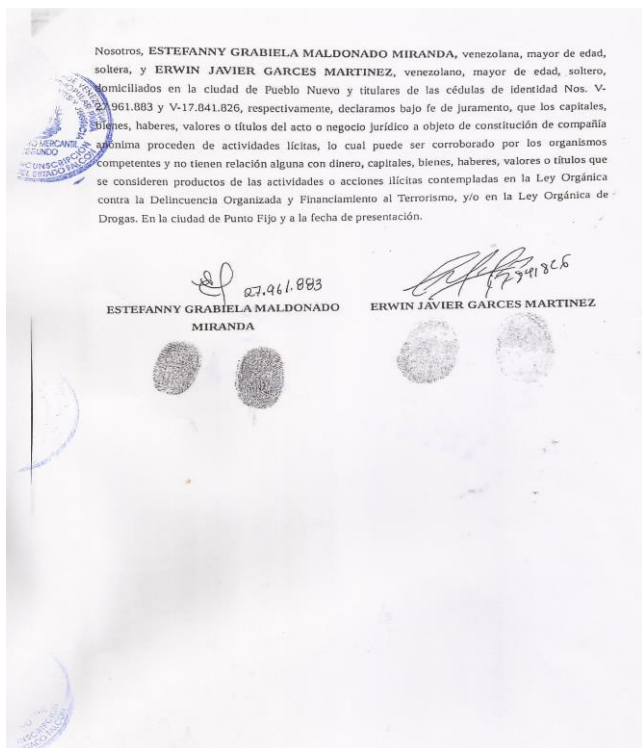 Nosotros, ESTEFANNY GRABIELA MALDONADO MIRANDA, venezolana, mayor de edad,
soltera, y ERWIN JAVIER GARCES MARTINEZ, venezolano, mayor de edad, soltero,
domiciliados en la ciudad de Pueblo Nuevo y titulares de las cédulas de identidad Nos. V-
27.961.883 y V-17.841.826, respectivamente, declaramos bajo fe de juramento, que los capitales,
bienes, haberes, valores o títulos del acto o negocio jurídico a objeto de constitución de compañía
anónima proceden de actividades lícitas, lo cual puede ser corroborado por los organismos
competentes y no tienen relación alguna con dinero, capitales, bienes, haberes, valores o títulos que
se consideren productos de las actividades o acciones ilícitas contempladas en la Ley Orgánica
contra la Delincuencia Organizada y Financiamiento al Terrorismo, y/o en la Ley Orgánica de
Drogas. En la ciudad de Punto Fijo y a la fecha de presentación.
MERCANTIL
SEGUNDO
ESTADO FALCON
27.961.883
ESTEFANNY GRABIELA MALDONADO
MIRANDA
ERWIN JAVIER GARCES MARTINEZ